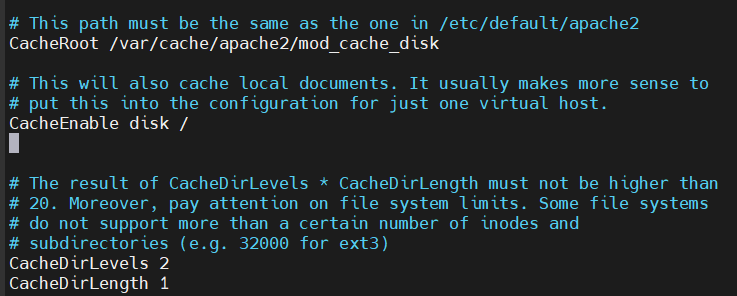 # This path must be the same as the one in /etc/default/apache2
CacheRoot /var/cache/apache2/mod_cache_disk
# This will also cache local documents. It usually makes more sense to
# put this into the configuration for just one virtual host.
CacheEnable disk /
# The result of CacheDirLevels * CacheDirLength must not be higher than
# 20. Moreover, pay attention on file system limits. Some file systems
# do not support more than a certain number of inodes and
# subdirectories (e.g. 32000 for ext3)
CacheDirLevels 2
CacheDirLength 1